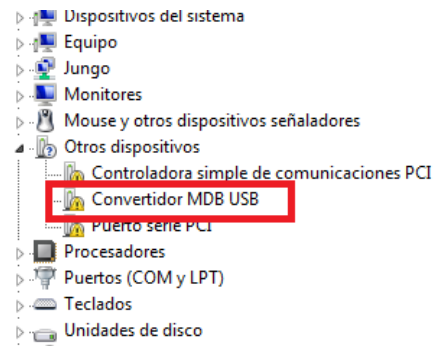 Dispositivos del sistema
Equipo
Jungo
Monitores
Mouse y otros dispositivos señaladores
Otros dispositivos
Controladora simple de comunicaciones PCI
Convertidor MDB USB
Puerto serie PCI
Procesadores
Puertos (COM y LPT)
Teclados
Unidades de disco